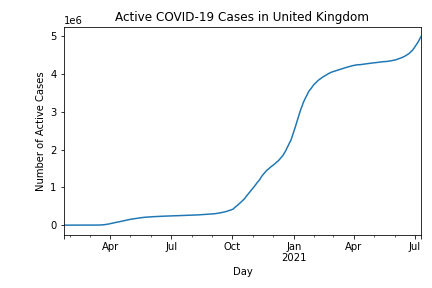 Active COVID-19 Cases in United Kingdom
1e6
5
4
3
2
1
0
Number of Active Cases
Apr Jul Oct Jan Apr Jul
2021
Day